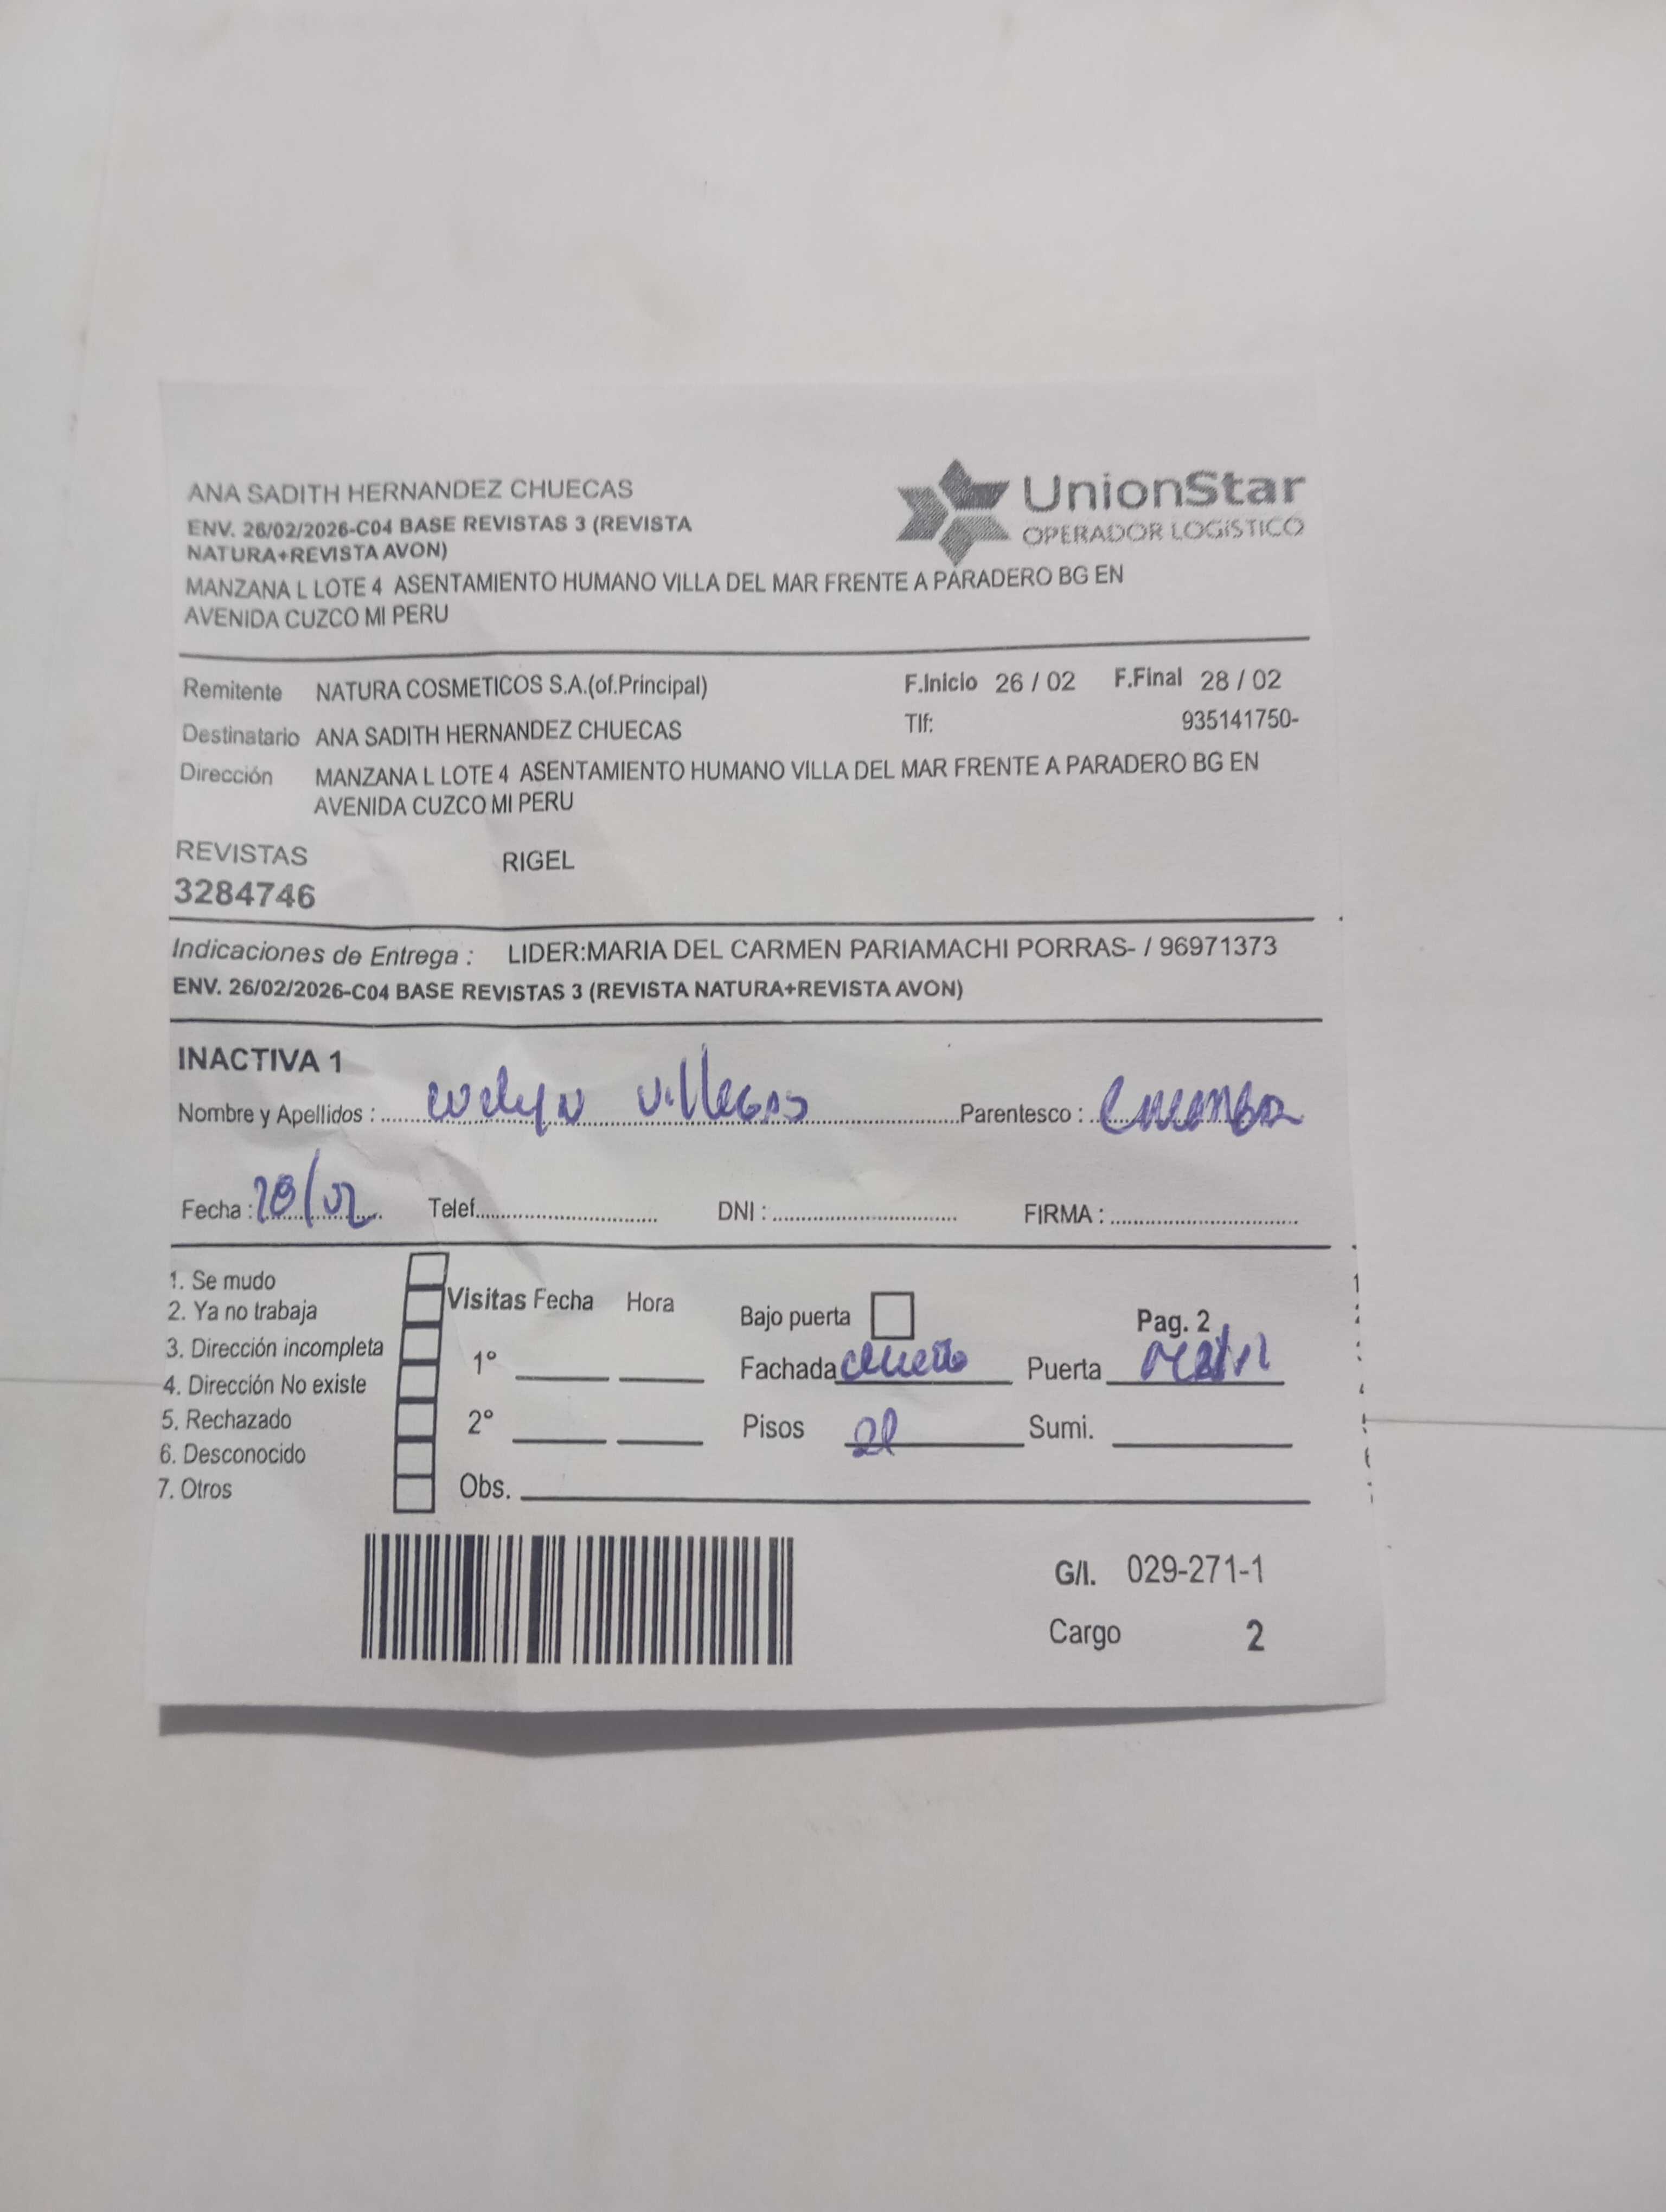 ANA SADITH HERNANDEZ CHUECAS
ENV. 26/02/2026-C04 BASE REVISTAS 3 (REVISTA
NATURA+REVISTA AVON)
MANZANA L LOTE 4 ASENTAMIENTO HUMANO VILLA DEL MAR FRENTE A PARADERO BG EN
AVENIDA CUZCO MI PERU
UnionStar
OPERADOR LOGÍSTICO
Remitente NATURA COSMETICOS S.A.(of.Principal) F.Inicio 26 / 02 F.Final 28 / 02
Destinatario ANA SADITH HERNANDEZ CHUECAS Tlf: 935141750-
Dirección MANZANA L LOTE 4 ASENTAMIENTO HUMANO VILLA DEL MAR FRENTE A PARADERO BG EN
AVENIDA CUZCO MI PERU
REVISTAS RIGEL
3284746
Indicaciones de Entrega : LIDER:MARIA DEL CARMEN PARIAMACHI PORRAS- / 96971373
ENV. 26/02/2026-C04 BASE REVISTAS 3 (REVISTA NATURA+REVISTA AVON)
INACTIVA 1
Nombre y Apellidos : evelyn villegas Parentesco :
Fecha : 28/02 Telef. DNI : FIRMA :
1. Se mudo
2. Ya no trabaja
3. Dirección incompleta
4. Dirección No existe
5. Rechazado
6. Desconocido
7. Otros
Visitas Fecha Hora
1°
2°
Obs.
Bajo puerta Pag. 2
Fachada Puerta
Pisos Sumi.
G/I. 029-271-1
Cargo 2